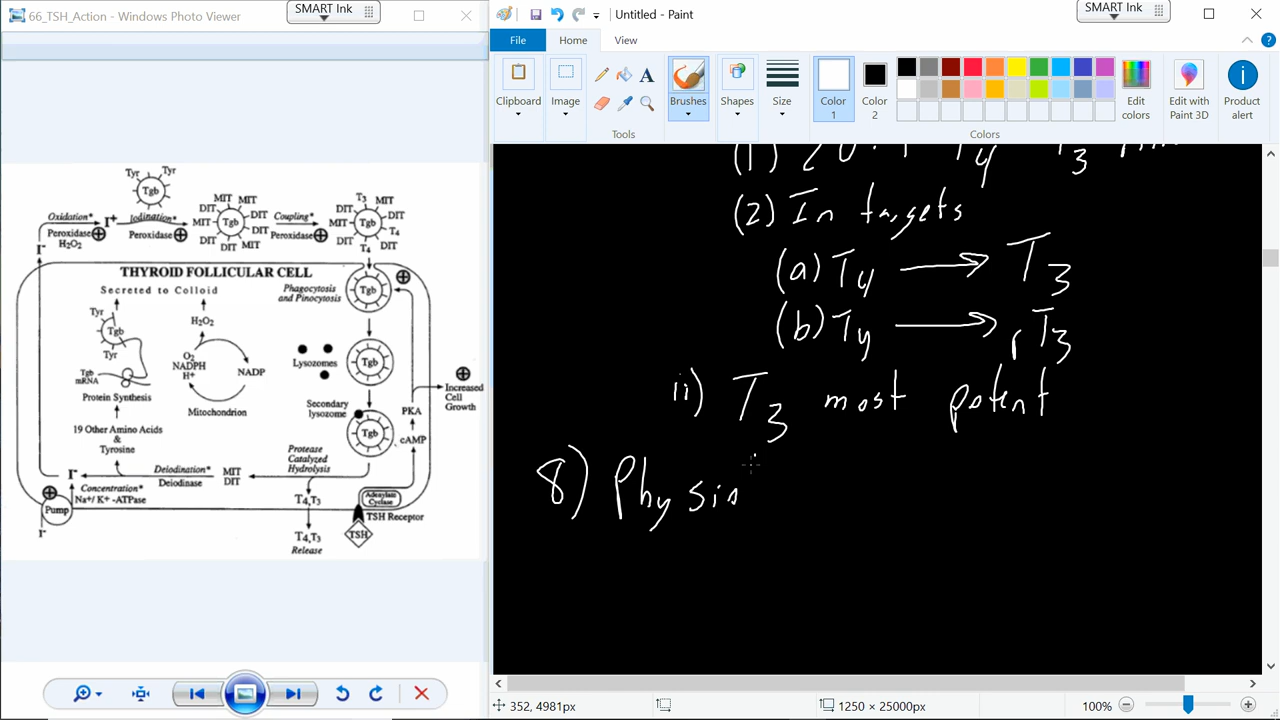 66_TSH_Action - Windows Photo Viewer
SMART Ink
Untitled - Paint
SMART Ink
File
Home
View
Clipboard
Image
Tools
Brushes
Shapes
Size
Color 1
Color 2
Colors
Edit colors
Edit with Paint 3D
Product alert
Tyr
Tyr
Tgb
Oxidation*
I+
Iodination*
Peroxidase
H2O2
Peroxidase
MIT
MIT
DIT
DIT
MIT
Tgb
DIT
DIT
DIT
MIT
Coupling*
Peroxidase
T3
MIT
DIT
DIT
MIT
Tgb
T4
T4
DIT
I-
THYROID FOLLICULAR CELL
Secreted to Colloid
Phagocytosis
and Pinocytosis
Tgb
Tyr
Tgb
Tyr
H2O2
O2
NADPH
H+
NADP
Mitochondrion
Lysozomes
Tgb
Tgb
mRNA
Protein Synthesis
Secondary
lysozome
Tgb
PKA
cAMP
Increased
Cell
Growth
19 Other Amino Acids
&
Tyrosine
Protease
Catalyzed
Hydrolysis
I-
Deiodination*
Deiodinase
MIT
DIT
Concentration*
Na+/ K+ -ATPase
Pump
I-
T4,T3
T4,T3
Release
Adenylate
Cyclase
TSH Receptor
TSH
(2) In targets
(a) T4 → T3
(b) T4 → rT3
ii) T3 most potent
8) Physin
352, 4981px
1250 × 25000px
100%